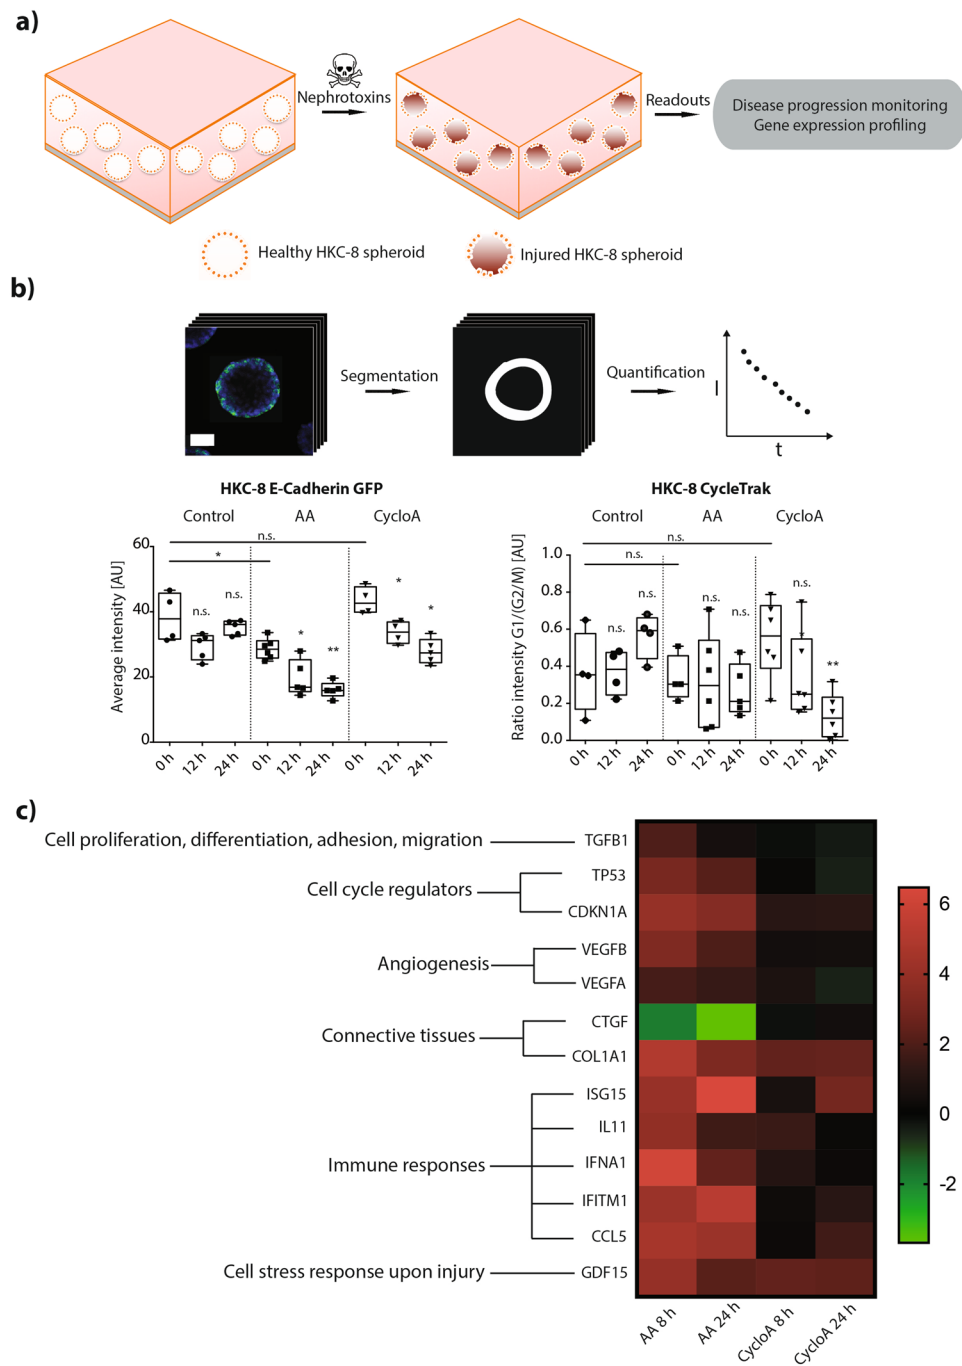 a)
Nephrotoxins
Readouts
Disease progression monitoring
Gene expression profiling
Healthy HKC-8 spheroid
Injured HKC-8 spheroid
b)
Segmentation
Quantification
I
t
HKC-8 E-Cadherin GFP
Control AA CycloA
n.s.
*
n.s.
n.s.
*
**
*
*
Average intensity [AU]
60
40
20
0
0 h
12 h
24 h
0 h
12 h
24 h
0 h
12 h
24 h
HKC-8 CycleTrak
Control AA CycloA
n.s.
n.s.
n.s.
n.s.
n.s.
n.s.
n.s.
**
Ratio intensity G1/(G2/M) [AU]
1.0
0.8
0.6
0.4
0.2
0.0
0 h
12 h
24 h
0 h
12 h
24 h
0 h
12 h
24 h
c)
Cell proliferation, differentiation, adhesion, migration
TGFB1
Cell cycle regulators
TP53
CDKN1A
Angiogenesis
VEGFB
VEGFA
Connective tissues
CTGF
COL1A1
Immune responses
ISG15
IL11
IFNA1
IFITM1
CCL5
Cell stress response upon injury
GDF15
6
4
2
0
-2
AA 8 h
AA 24 h
CycloA 8 h
CycloA 24 h